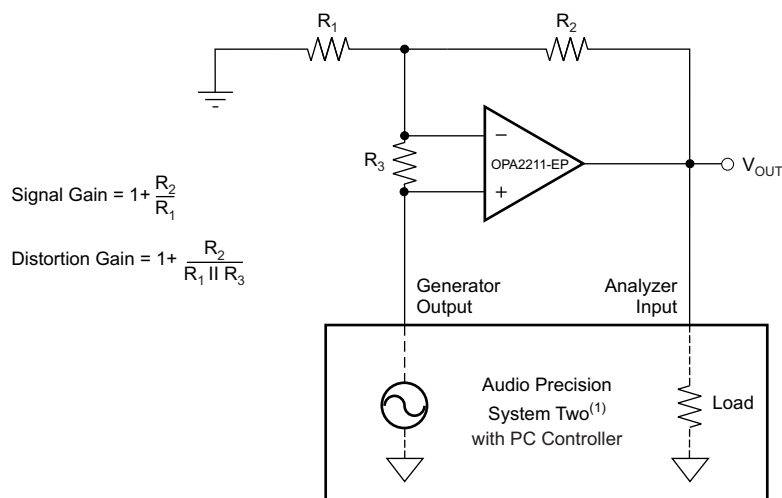 R1
R2
R3
−
OPA2211-EP
+
VOUT
Signal Gain = 1+ R2
R1
Distortion Gain = 1+ R2
R1 II R3
Generator
Output
Analyzer
Input
Audio Precision
System Two(1)
with PC Controller
Load